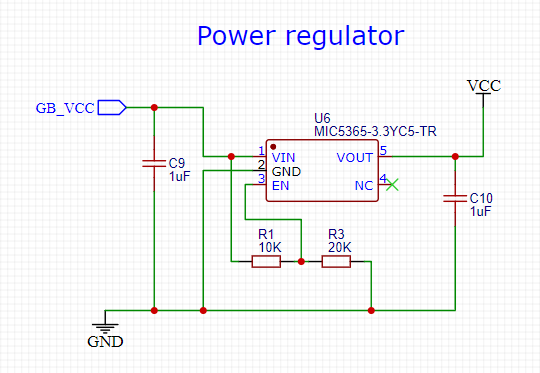 Power regulator
VCC
GB_VCC
U6
MIC5365-3.3YC5-TR
1
VIN
VOUT
5
2
GND
3
EN
NC
4
C9
1uF
C10
1uF
R1
10K
R3
20K
GND